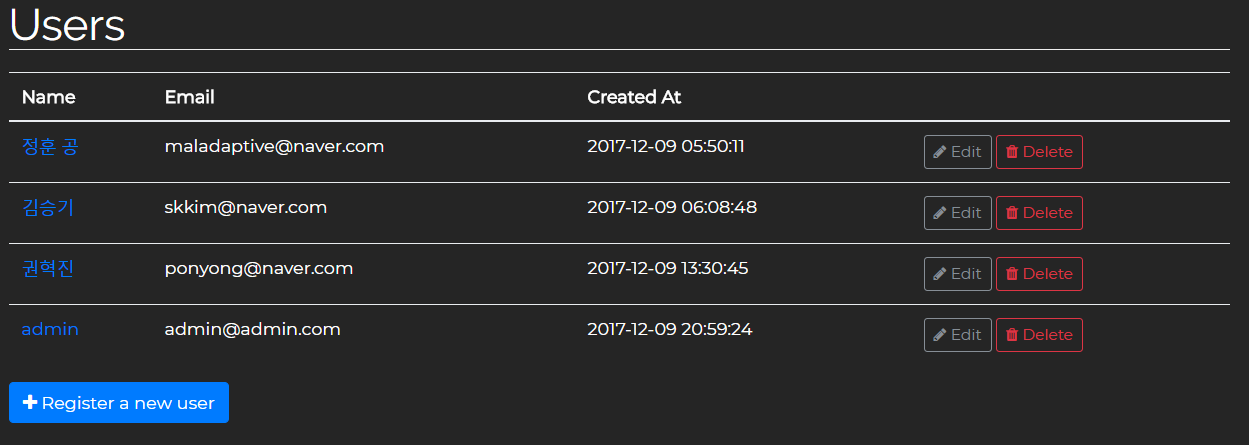 Users
Name Email Created At
정훈 공 maladaptive@naver.com 2017-12-09 05:50:11 Edit Delete
김승기 skkim@naver.com 2017-12-09 06:08:48 Edit Delete
권혁진 ponyong@naver.com 2017-12-09 13:30:45 Edit Delete
admin admin@admin.com 2017-12-09 20:59:24 Edit Delete
Register a new user